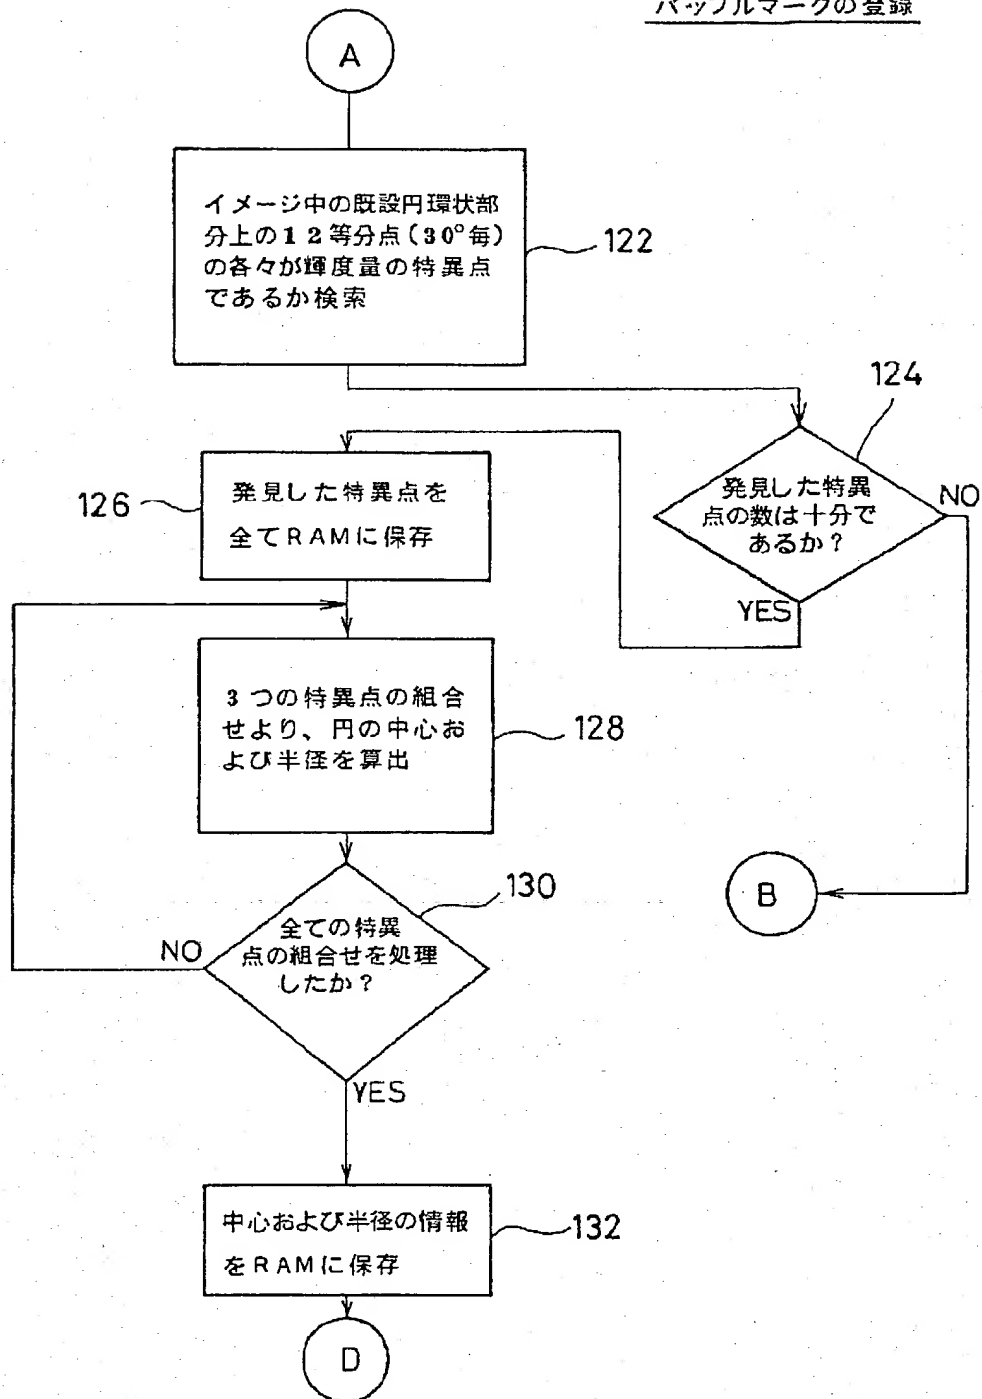 バッフルマークの登録
A
イメージ中の既設円環状部
分上の12等分点(30°毎)
の各々が輝度量の特異点
であるか検索
122
124
発見した特異
点の数は十分で
あるか?
NO
YES
126
発見した特異点を
全てRAMに保存
3つの特異点の組合
せより、円の中心お
よび半径を算出
128
B
130
全ての特異
点の組合せを処理
したか?
NO
YES
中心および半径の情報
をRAMに保存
132
D